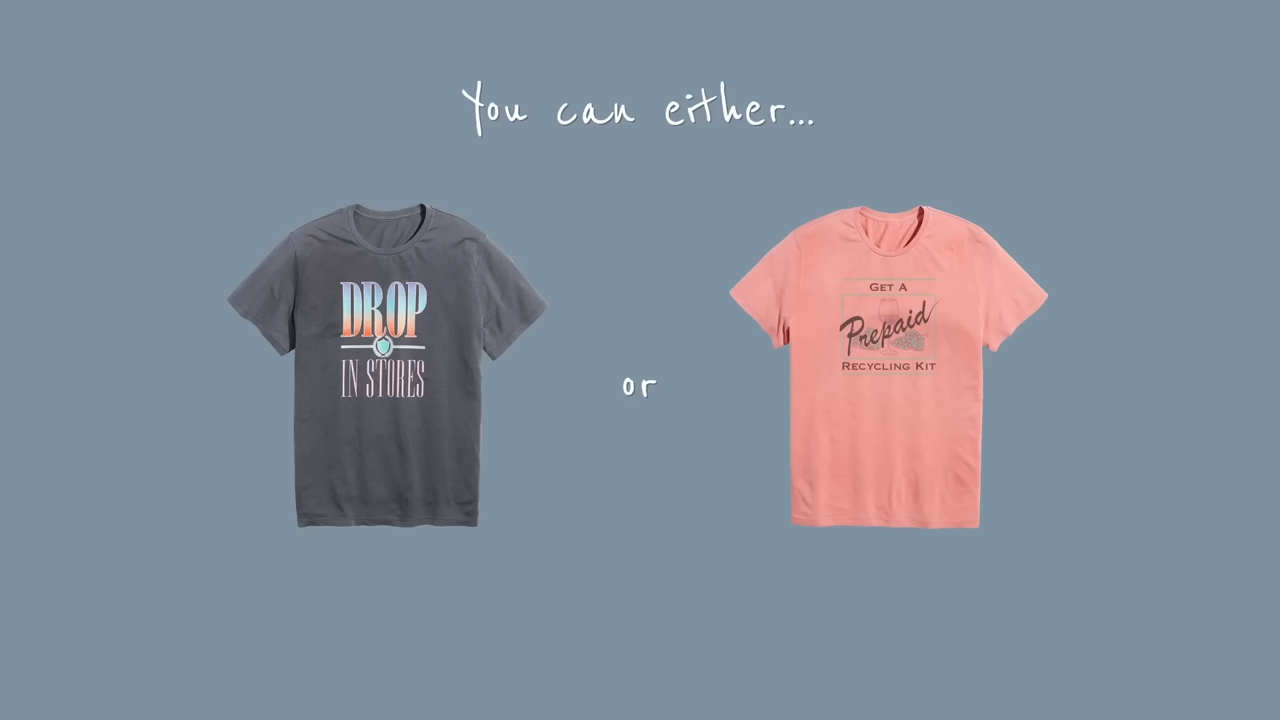 You can either...
DROP
IN STORES
or
GET A
Prepaid
RECYCLING KIT